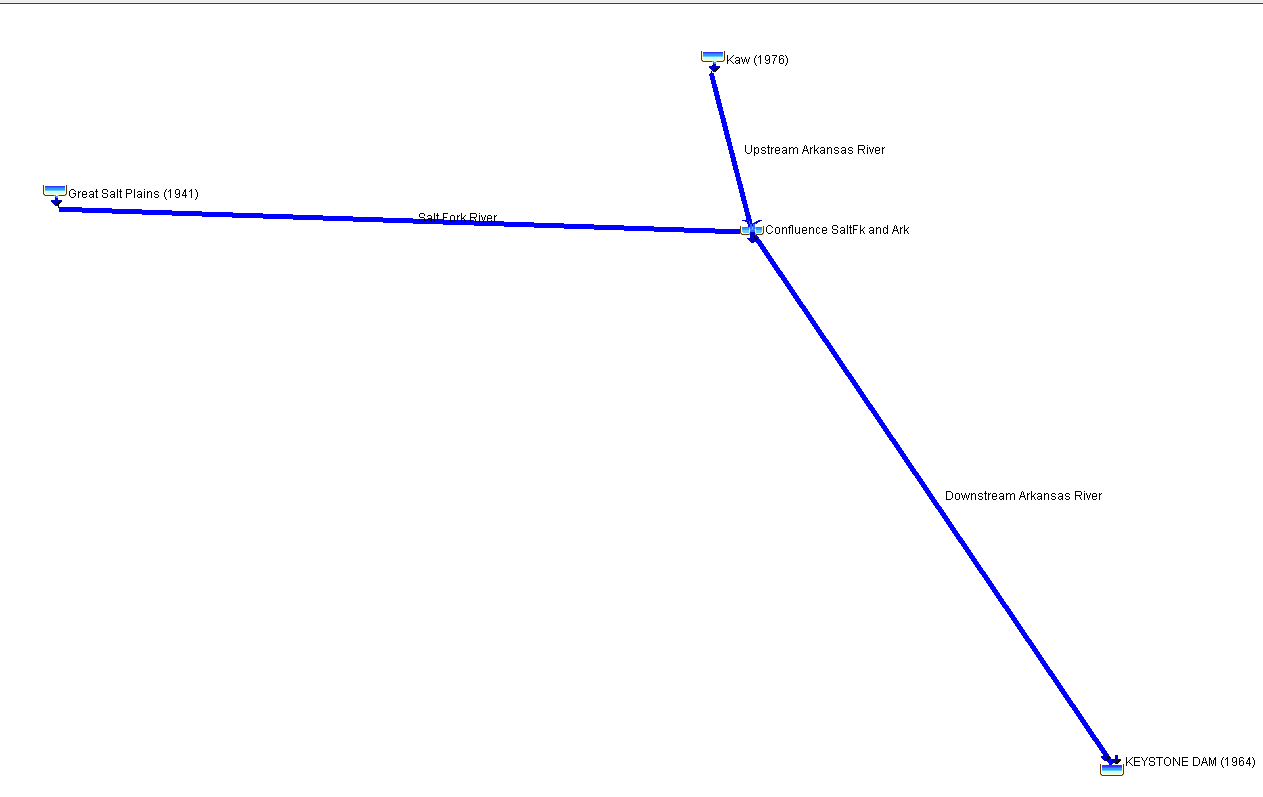 Kaw (1976)
Upstream Arkansas River
Great Salt Plains (1941)
Salt Fork River
Confluence SaltFk and Ark
Downstream Arkansas River
KEYSTONE DAM (1964)